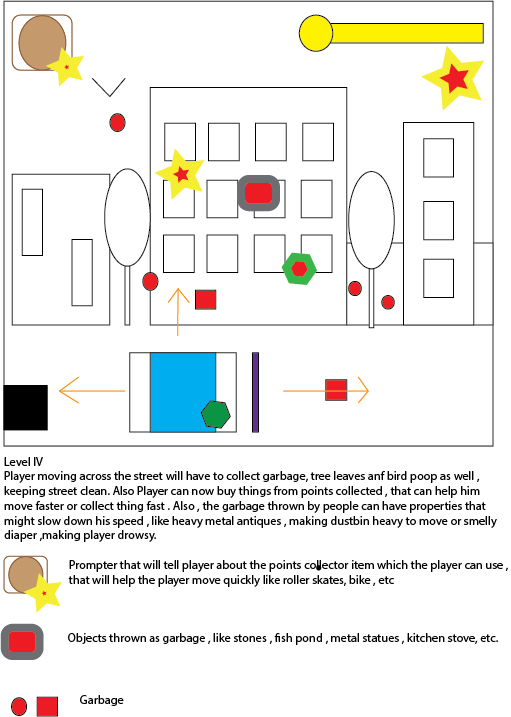 Level IV
Player moving across the street will have to collect garbage, tree leaves anf bird poop as well ,
keeping street clean. Also Player can now buy things from points collected , that can help him
move faster or collect thing fast . Also , the garbage thrown by people can have properties that
might slow down his speed , like heavy metal antiques , making dustbin heavy to move or smelly
diaper ,making player drowsy.
Prompter that will tell player about the points collector item which the player can use ,
that will help the player move quickly like roller skates, bike , etc
Objects thrown as garbage , like stones , fish pond , metal statues , kitchen stove, etc.
Garbage